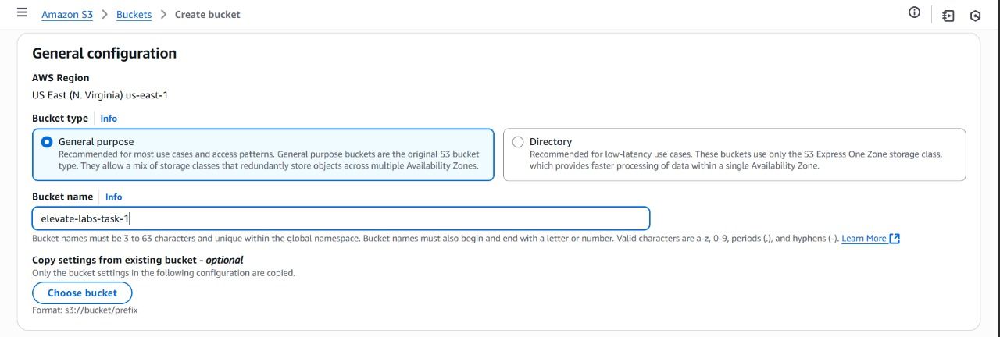 Amazon S3 > Buckets > Create bucket
General configuration
AWS Region
US East (N. Virginia) us-east-1
Bucket type Info
General purpose
Recommended for most use cases and access patterns. General purpose buckets are the original S3 bucket
type. They allow a mix of storage classes that redundantly store objects across multiple Availability Zones.
Directory
Recommended for low-latency use cases. These buckets use only the S3 Express One Zone storage class,
which provides faster processing of data within a single Availability Zone.
Bucket name Info
elevate-labs-task-1
Bucket names must be 3 to 63 characters and unique within the global namespace. Bucket names must also begin and end with a letter or number. Valid characters are a-z, 0-9, periods (.), and hyphens (-). Learn More
Copy settings from existing bucket - optional
Only the bucket settings in the following configuration are copied.
Choose bucket
Format: s3://bucket/prefix